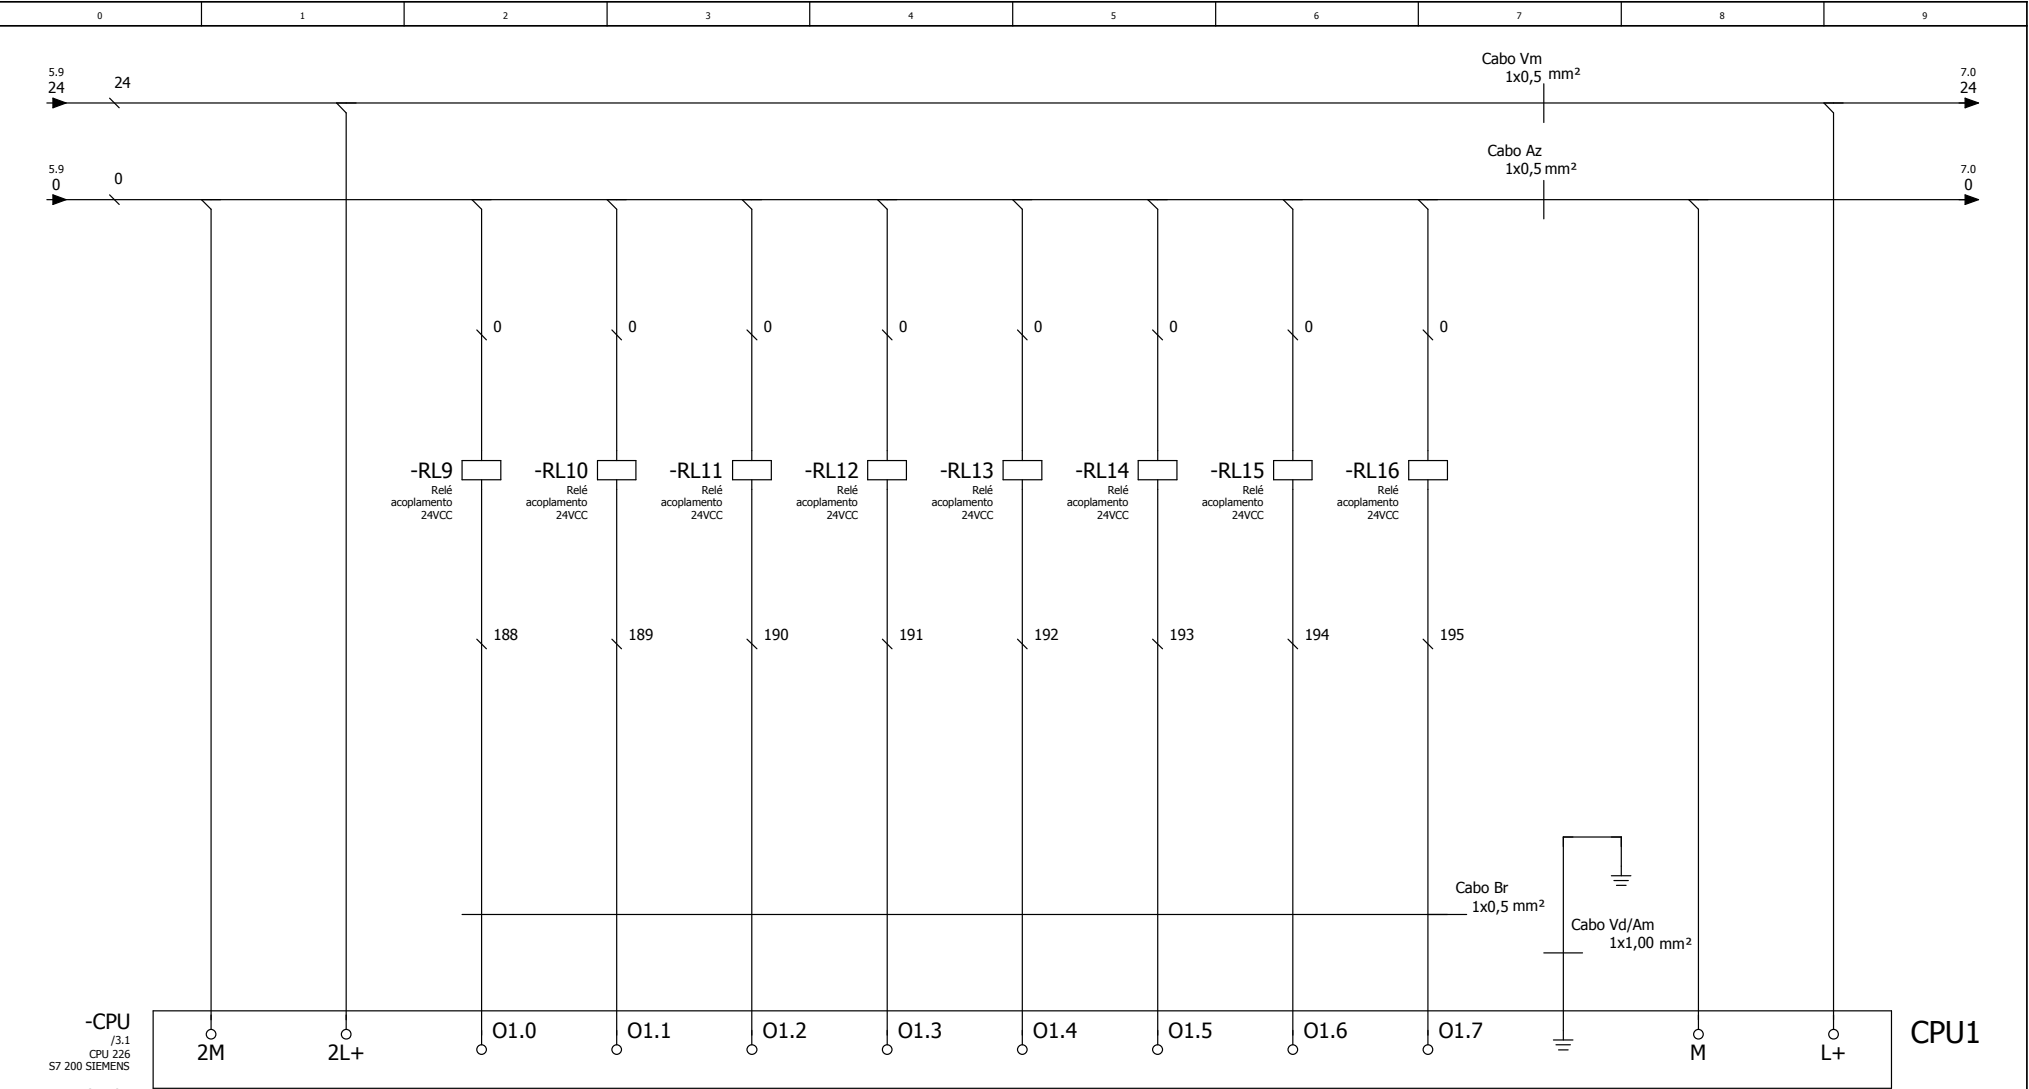 0 1 2 3 4 5 6 7 8 9
Cabo Vm
1x0,5 mm²
5.9
24
24
7.0
24
Cabo Az
1x0,5 mm²
5.9
0
0
7.0
0
0 0 0 0 0 0 0 0
-RL9 -RL10 -RL11 -RL12 -RL13 -RL14 -RL15 -RL16
Relé Relé Relé Relé Relé Relé Relé Relé
acoplamento acoplamento acoplamento acoplamento acoplamento acoplamento acoplamento acoplamento
24VCC 24VCC 24VCC 24VCC 24VCC 24VCC 24VCC 24VCC
188 189 190 191 192 193 194 195
Cabo Br
1x0,5 mm²
Cabo Vd/Am
1x1,00 mm²
-CPU
/3.1
CPU 226
S7 200 SIEMENS
2M 2L+ O1.0 O1.1 O1.2 O1.3 O1.4 O1.5 O1.6 O1.7 M L+
CPU1